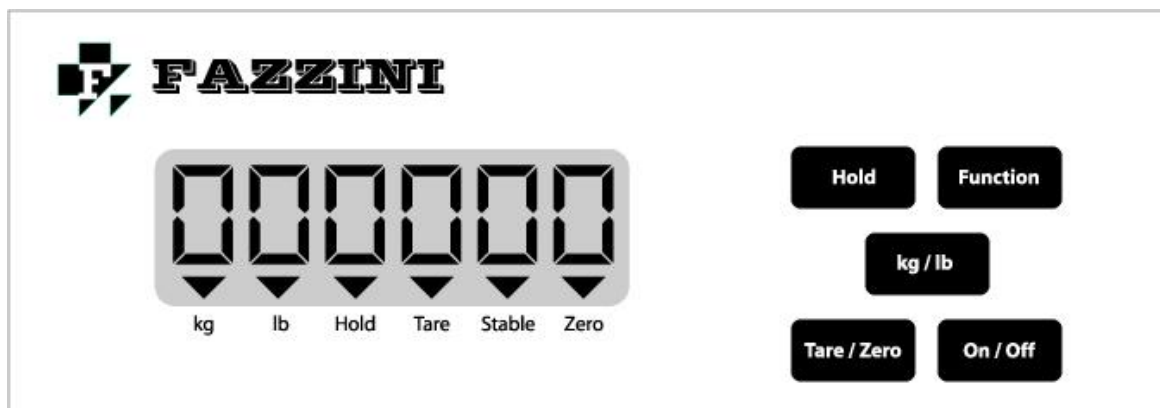 F FAZZINI
000000
kg lb Hold Tare Stable Zero
Hold Function
kg / lb
Tare / Zero On / Off